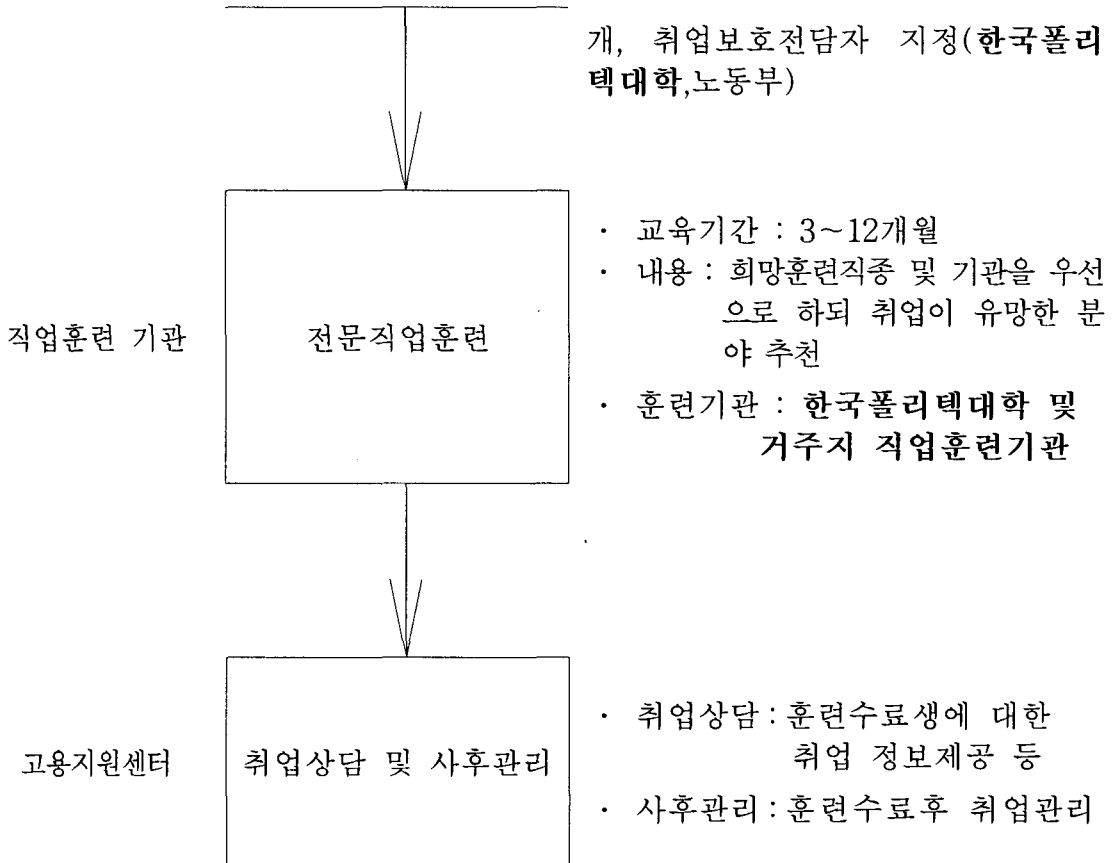 개, 취업보호전담자 지정(한국폴리
텍대학,노동부)
직업훈련 기관
전문직업훈련
· 교육기간 : 3~12개월
· 내용 : 희망훈련직종 및 기관을 우선
으로 하되 취업이 유망한 분
야 추천
· 훈련기관 : 한국폴리텍대학 및
거주지 직업훈련기관
고용지원센터
취업상담 및 사후관리
· 취업상담 : 훈련수료생에 대한
취업 정보제공 등
· 사후관리 : 훈련수료후 취업관리